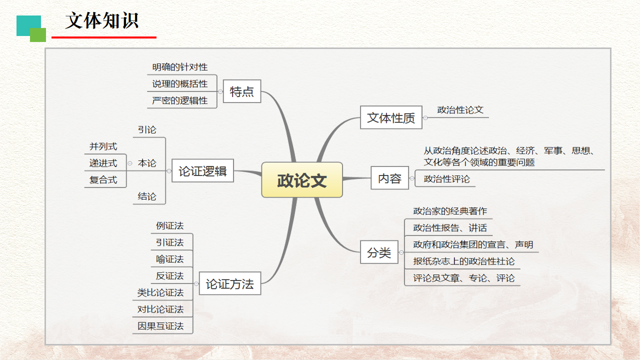 文体知识
明确的针对性
说理的概括性
严密的逻辑性
特点
引论
并列式
递进式
复合式
本论
结论
论证逻辑
例证法
引证法
喻证法
反证法
类比论证法
对比论证法
因果互证法
论证方法
政论文
文体性质
政治性论文
内容
从政治角度论述政治、经济、军事、思想、
文化等各个领域的重要问题
政治性评论
分类
政治家的经典著作
政治性报告、讲话
政府和政治集团的宣言、声明
报纸杂志上的政治性社论
评论员文章、专论、评论